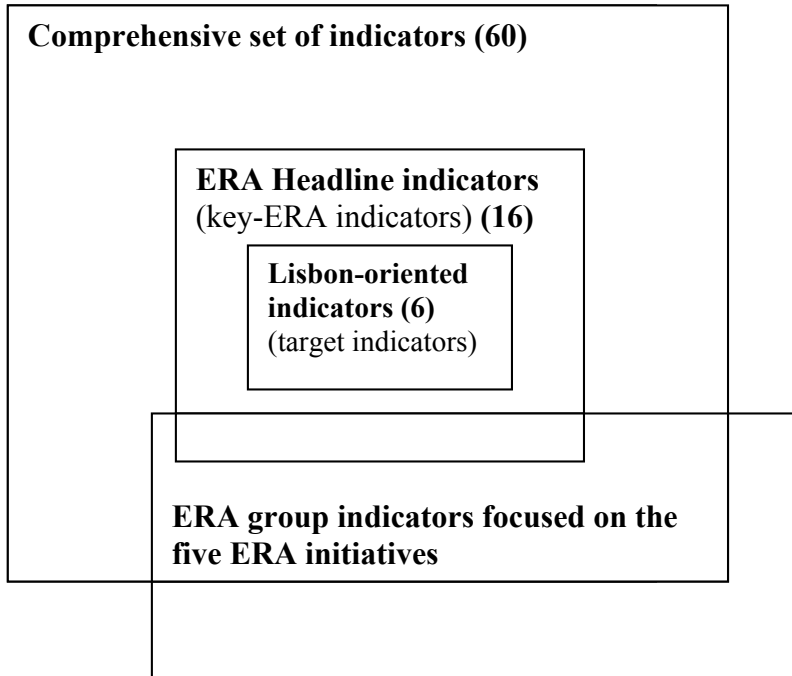 Comprehensive set of indicators (60)
ERA Headline indicators
(key-ERA indicators) (16)
Lisbon-oriented
indicators (6)
(target indicators)
ERA group indicators focused on the
five ERA initiatives